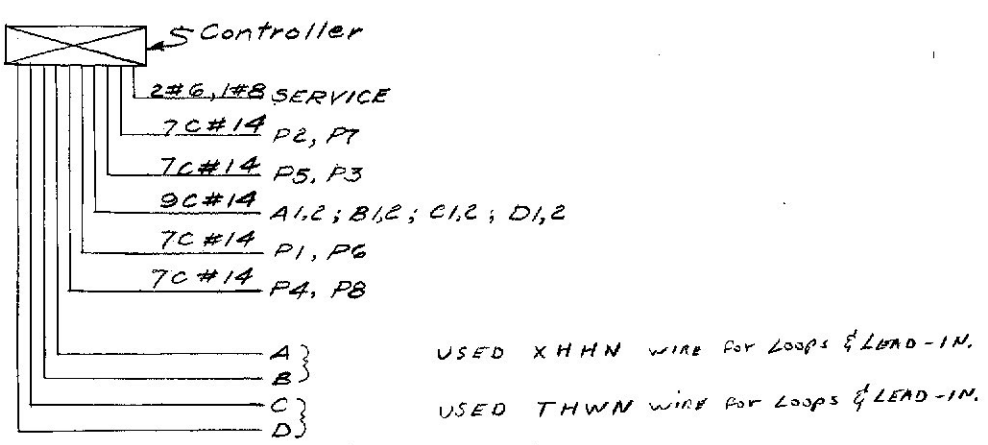 Controller
2#6, 1#8 SERVICE
7C#14 P2, P7
7C#14 P5, P3
9C#14 A1,2; B1,2; C1,2; D1,2
7C #14 P1, P6
7C #14 P4, P8
A
B
USED XHHN wire for Loops & LEAD-IN.
C
D
USED THWN wire for Loops & LEAD-IN.